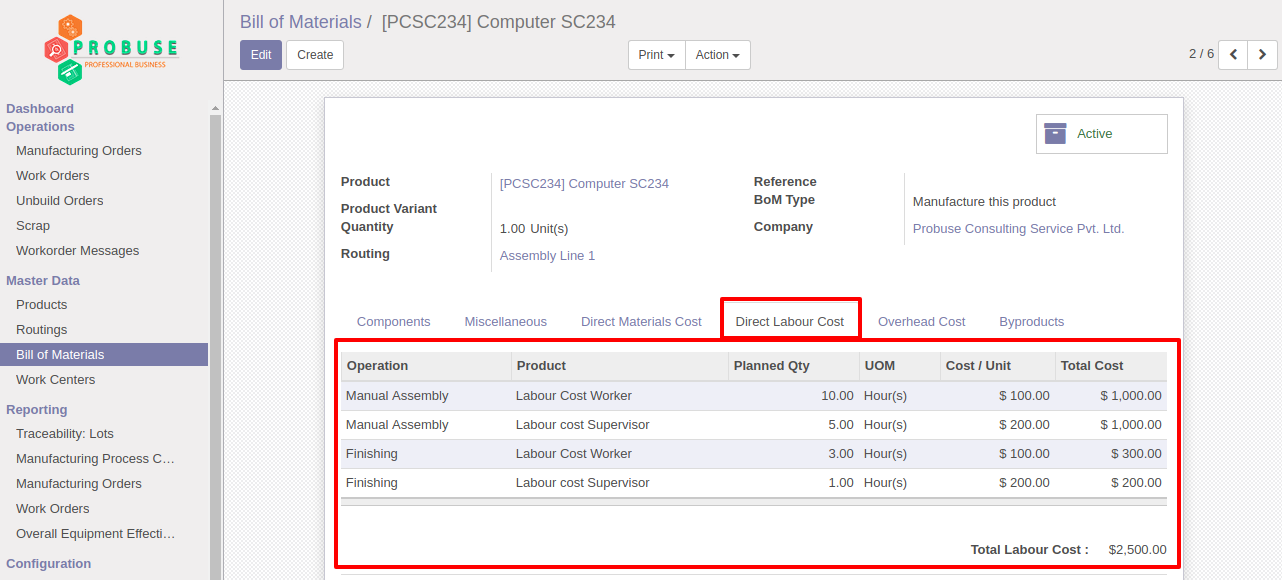 PROBUSE
PROFESSIONAL BUSINESS
Dashboard
Operations
Manufacturing Orders
Work Orders
Unbuild Orders
Scrap
Workorder Messages
Master Data
Products
Routings
Bill of Materials
Work Centers
Reporting
Traceability: Lots
Manufacturing Process C…
Manufacturing Orders
Work Orders
Overall Equipment Effecti…
Configuration
Bill of Materials / [PCSC234] Computer SC234
Edit Create Print Action 2 / 6
Active
Product [PCSC234] Computer SC234
Product Variant
Quantity 1.00 Unit(s)
Routing Assembly Line 1
Reference
BoM Type Manufacture this product
Company Probuse Consulting Service Pvt. Ltd.
Components Miscellaneous Direct Materials Cost Direct Labour Cost Overhead Cost Byproducts
Operation Product Planned Qty UOM Cost / Unit Total Cost
Manual Assembly Labour Cost Worker 10.00 Hour(s) $ 100.00 $ 1,000.00
Manual Assembly Labour cost Supervisor 5.00 Hour(s) $ 200.00 $ 1,000.00
Finishing Labour Cost Worker 3.00 Hour(s) $ 100.00 $ 300.00
Finishing Labour cost Supervisor 1.00 Hour(s) $ 200.00 $ 200.00
Total Labour Cost : $2,500.00